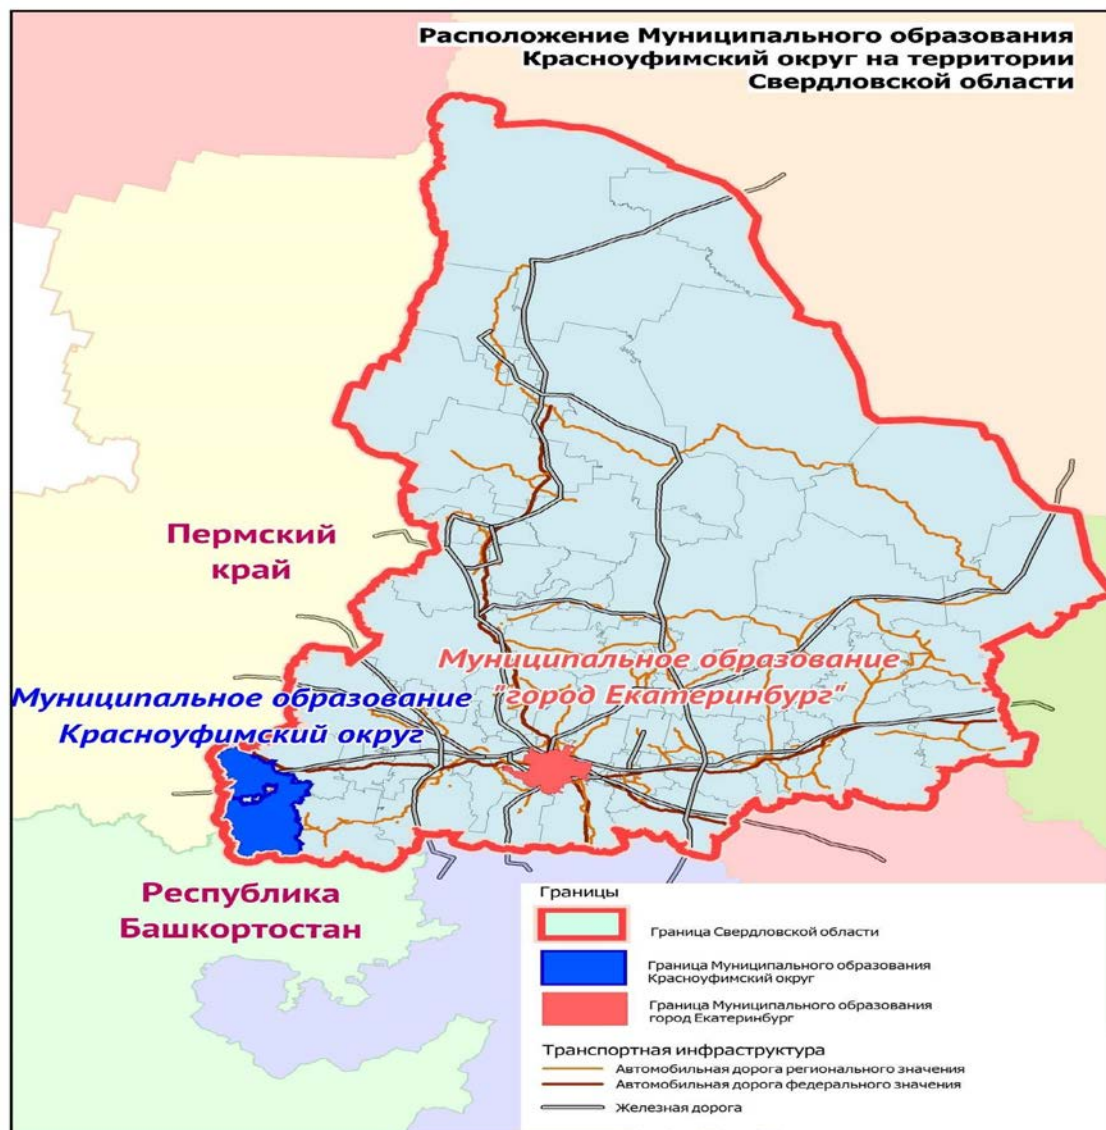 Расположение Муниципального образования
Красноуфимский округ на территории
Свердловской области
Пермский
край
Муниципальное образование
"город Екатеринбург"
Муниципальное образование
Красноуфимский округ
Республика
Башкортостан
Границы
Граница Свердловской области
Граница Муниципального образования
Красноуфимский округ
Граница Муниципального образования
город Екатеринбург
Транспортная инфраструктура
Автомобильная дорога регионального значения
Автомобильная дорога федерального значения
Железная дорога